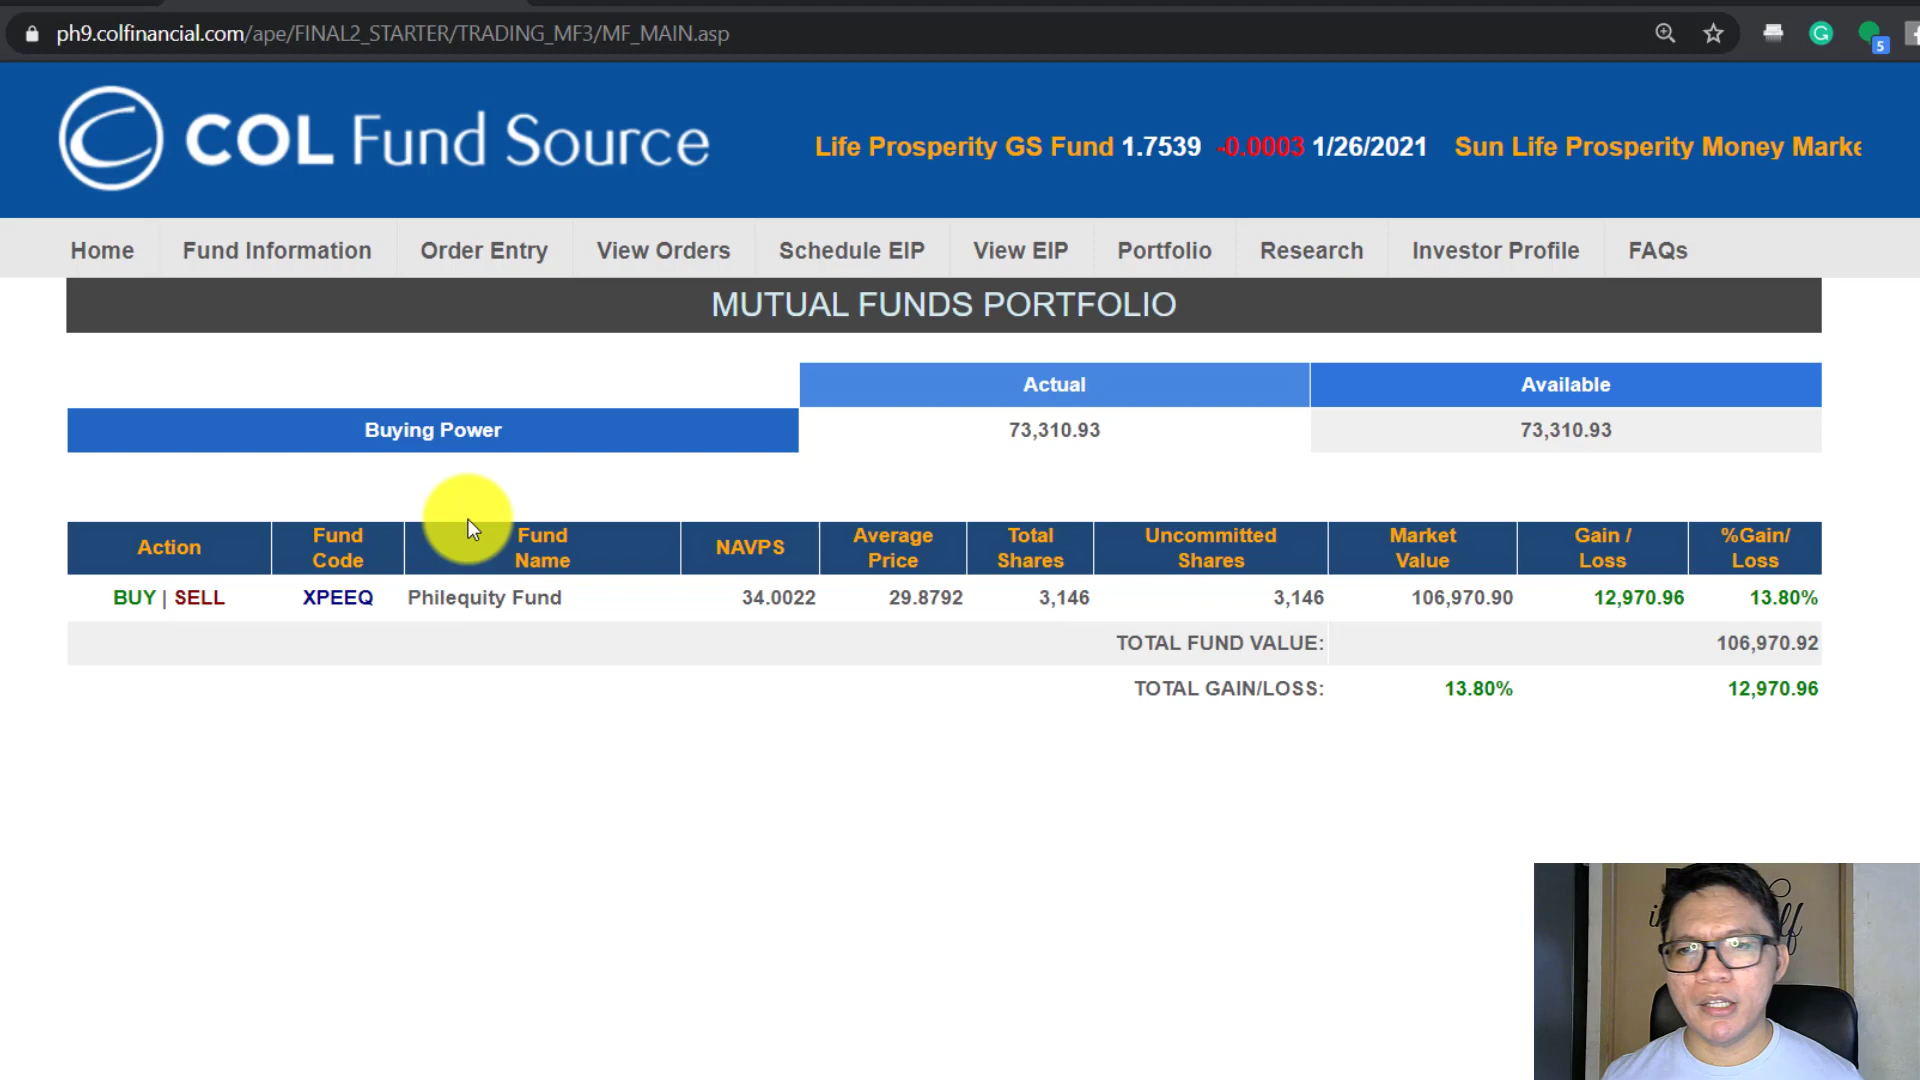 ph9.colfinancial.com/ape/FINAL2_STARTER/TRADING_MF3/MF_MAIN.asp
5
COL Fund Source
Life Prosperity GS Fund 1.7539 -0.0003 1/26/2021 Sun Life Prosperity Money Marke
Home Fund Information Order Entry View Orders Schedule EIP View EIP Portfolio Research Investor Profile FAQs
MUTUAL FUNDS PORTFOLIO
Actual Available
Buying Power 73,310.93 73,310.93
Action Fund Code Fund Name NAVPS Average Price Total Shares Uncommitted Shares Market Value Gain / Loss %Gain/ Loss
BUY | SELL XPEEQ Philequity Fund 34.0022 29.8792 3,146 3,146 106,970.90 12,970.96 13.80%
TOTAL FUND VALUE: 106,970.92
TOTAL GAIN/LOSS: 13.80% 12,970.96